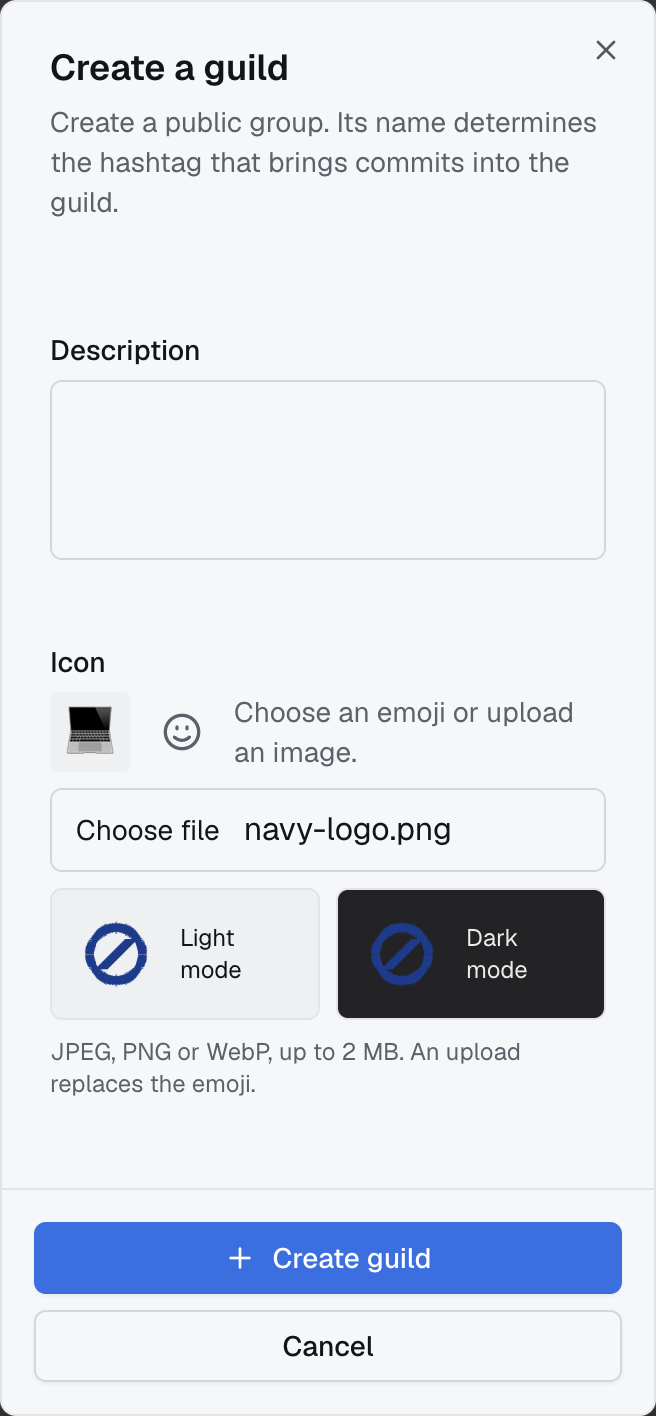 Create a guild
Create a public group. Its name determines
the hashtag that brings commits into the
guild.
Description
Icon
Choose an emoji or upload
an image.
Choose file navy-logo.png
Light
mode
Dark
mode
JPEG, PNG or WebP, up to 2 MB. An upload
replaces the emoji.
Create guild
Cancel